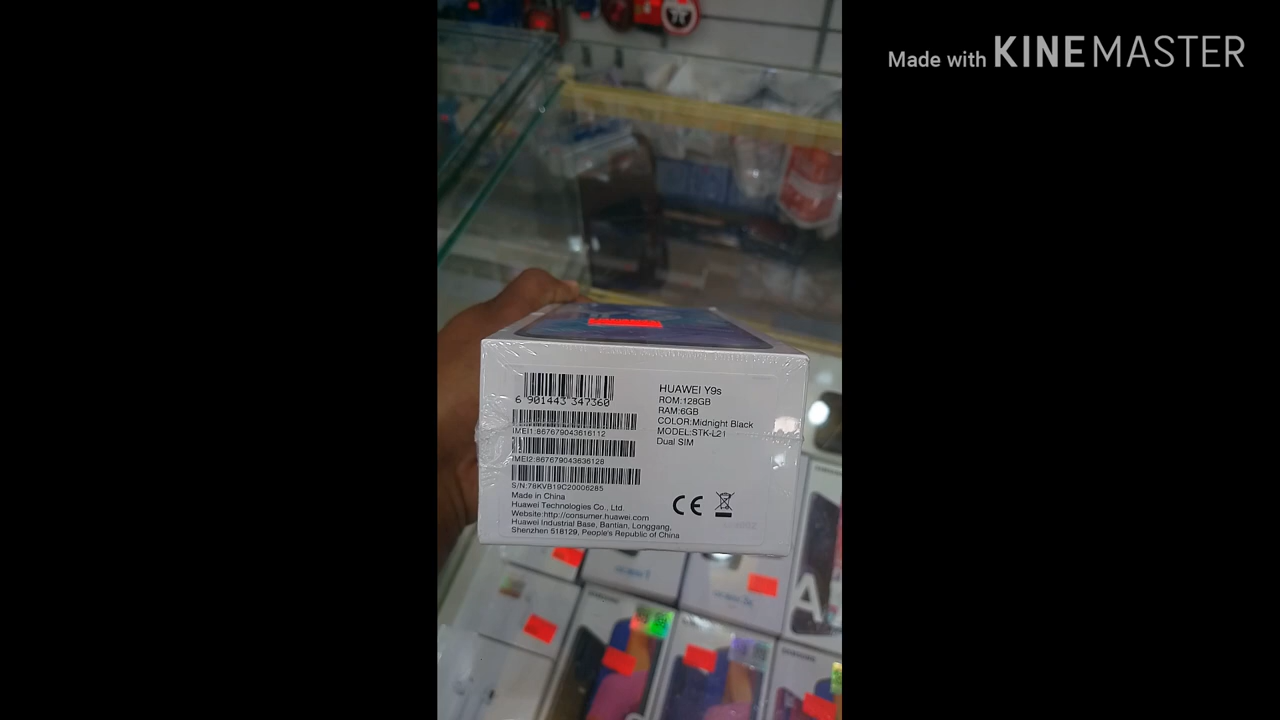 Made with KINEMASTER
6 901443 347360
IMEI1:867679043616112
IMEI2:867679043636128
S/N:78KVB19C20006285
Made in China
Huawei Technologies Co., Ltd
Website:http://consumer.huawei.com
Huawei Industrial Base, Bantian, Longgang,
Shenzhen 518129, People's Republic of China
HUAWEI Y9s
ROM:128GB
RAM:6GB
COLOR:Midnight Black
MODEL:STK-L21
Dual SIM
CE
SAMSUNG
A